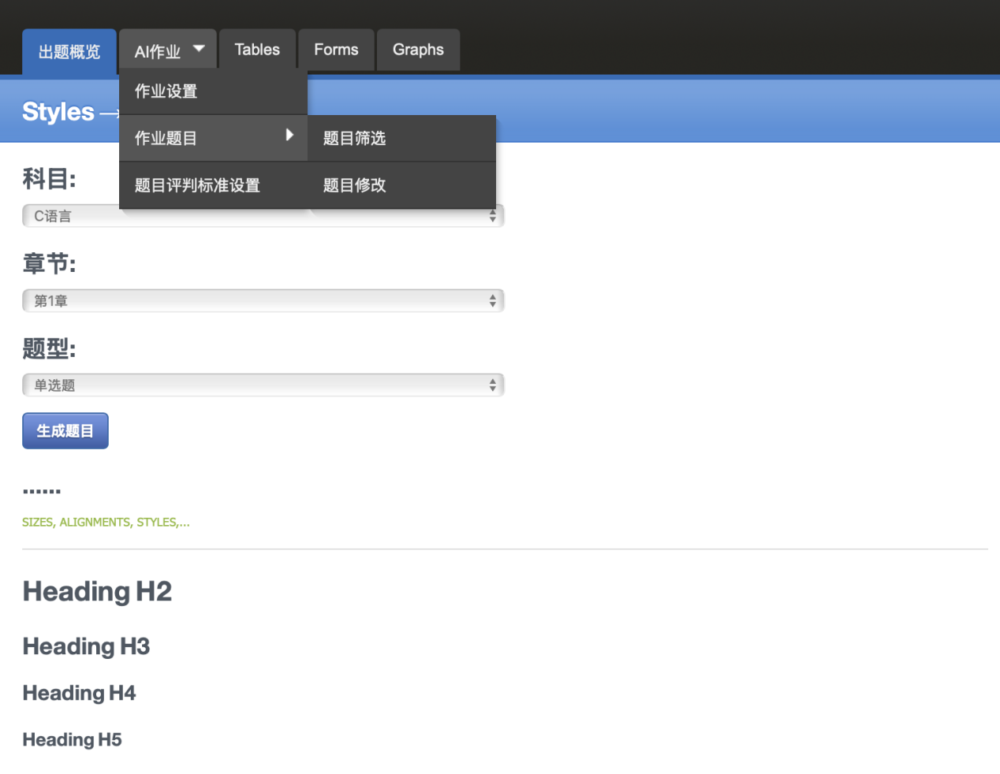 出题概览
AI作业
Tables
Forms
Graphs
作业设置
Styles →
作业题目
题目筛选
题目评判标准设置
题目修改
科目:
C语言
章节:
第1章
题型:
单选题
生成题目
......
SIZES, ALIGNMENTS, STYLES,...
Heading H2
Heading H3
Heading H4
Heading H5